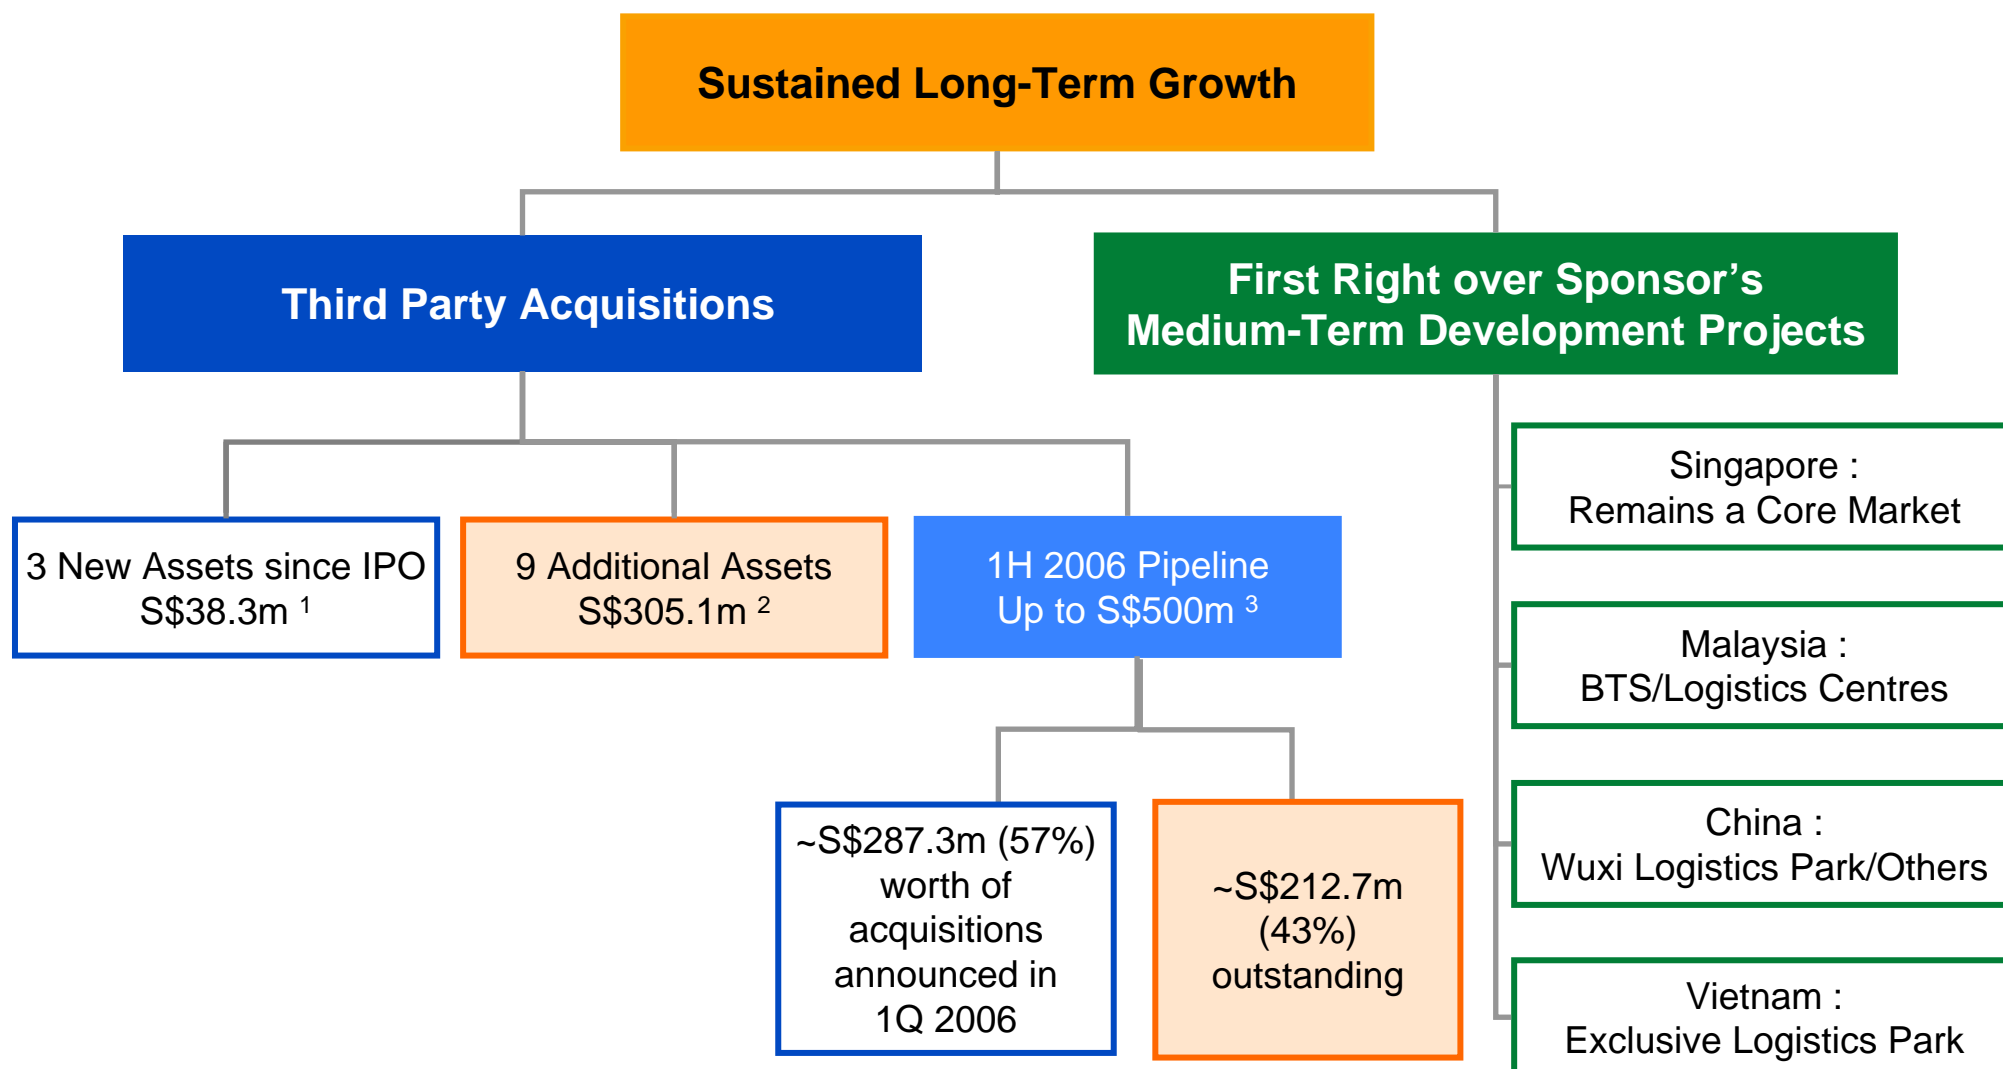 Sustained Long-Term Growth
Third Party Acquisitions
First Right over Sponsor’s
Medium-Term Development Projects
3 New Assets since IPO
S$38.3m ¹
9 Additional Assets
S$305.1m ²
1H 2006 Pipeline
Up to S$500m ³
~S$287.3m (57%)
worth of
acquisitions
announced in
1Q 2006
~S$212.7m
(43%)
outstanding
Singapore :
Remains a Core Market
Malaysia :
BTS/Logistics Centres
China :
Wuxi Logistics Park/Others
Vietnam :
Exclusive Logistics Park